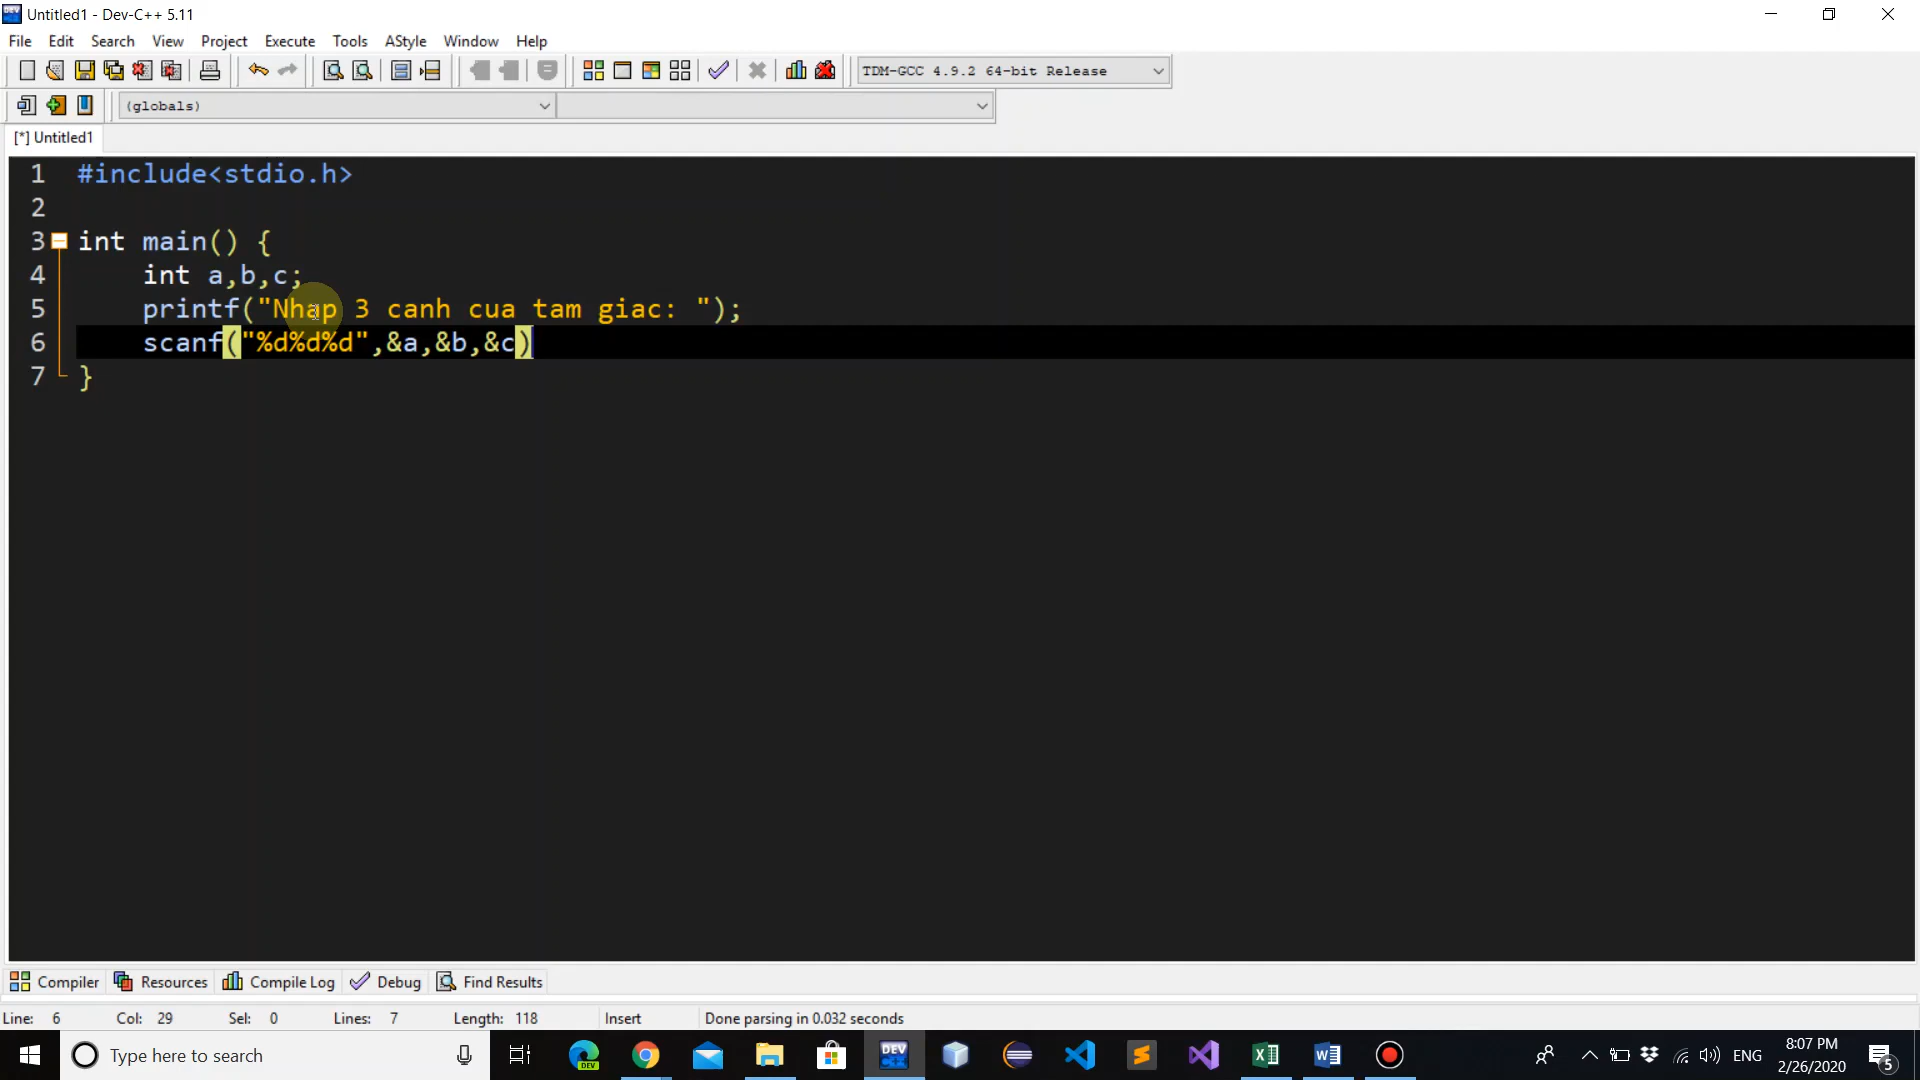 Untitled1 - Dev-C++ 5.11
File Edit Search View Project Execute Tools AStyle Window Help
TDM-GCC 4.9.2 64-bit Release
(globals)
[*] Untitled1
1 #include<stdio.h>
2
3 int main() {
4 int a,b,c;
5 printf("Nhap 3 canh cua tam giac: ");
6 scanf("%d%d%d",&a,&b,&c)
7 }
Compiler Resources Compile Log Debug Find Results
Line: 6 Col: 29 Sel: 0 Lines: 7 Length: 118 Insert Done parsing in 0.032 seconds
Type here to search DEV DEV C++ ENG 8:07 PM
2/26/2020 5